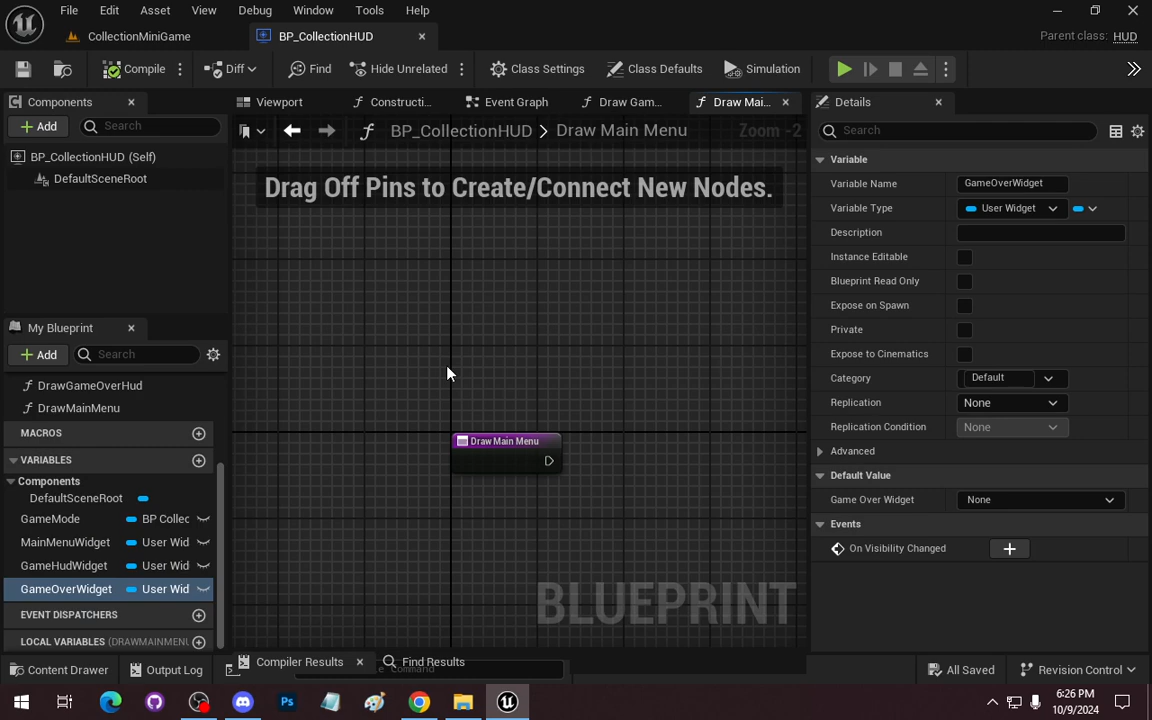 File Edit Asset View Debug Window Tools Help
CollectionMiniGame
BP_CollectionHUD
Parent class: HUD
Compile
Diff
Find
Hide Unrelated
Class Settings
Class Defaults
Simulation
Components
Viewport
Constructi...
Event Graph
Draw Gam...
Draw Mai...
Details
Add
Search
BP_CollectionHUD
Draw Main Menu
Zoom -2
Search
BP_CollectionHUD (Self)
DefaultSceneRoot
Drag Off Pins to Create/Connect New Nodes.
Draw Main Menu
BLUEPRINT
My Blueprint
Add
Search
DrawGameOverHud
DrawMainMenu
MACROS
VARIABLES
Components
DefaultSceneRoot
GameMode BP Collec
MainMenuWidget User Wid
GameHudWidget User Wid
GameOverWidget User Wid
EVENT DISPATCHERS
LOCAL VARIABLES (DRAWMAINMENU
Variable
Variable Name GameOverWidget
Variable Type User Widget
Description
Instance Editable
Blueprint Read Only
Expose on Spawn
Private
Expose to Cinematics
Category Default
Replication None
Replication Condition None
Advanced
Default Value
Game Over Widget None
Events
On Visibility Changed
Compiler Results
Find Results
Content Drawer
Output Log
All Saved
Revision Control
6:26 PM
10/9/2024